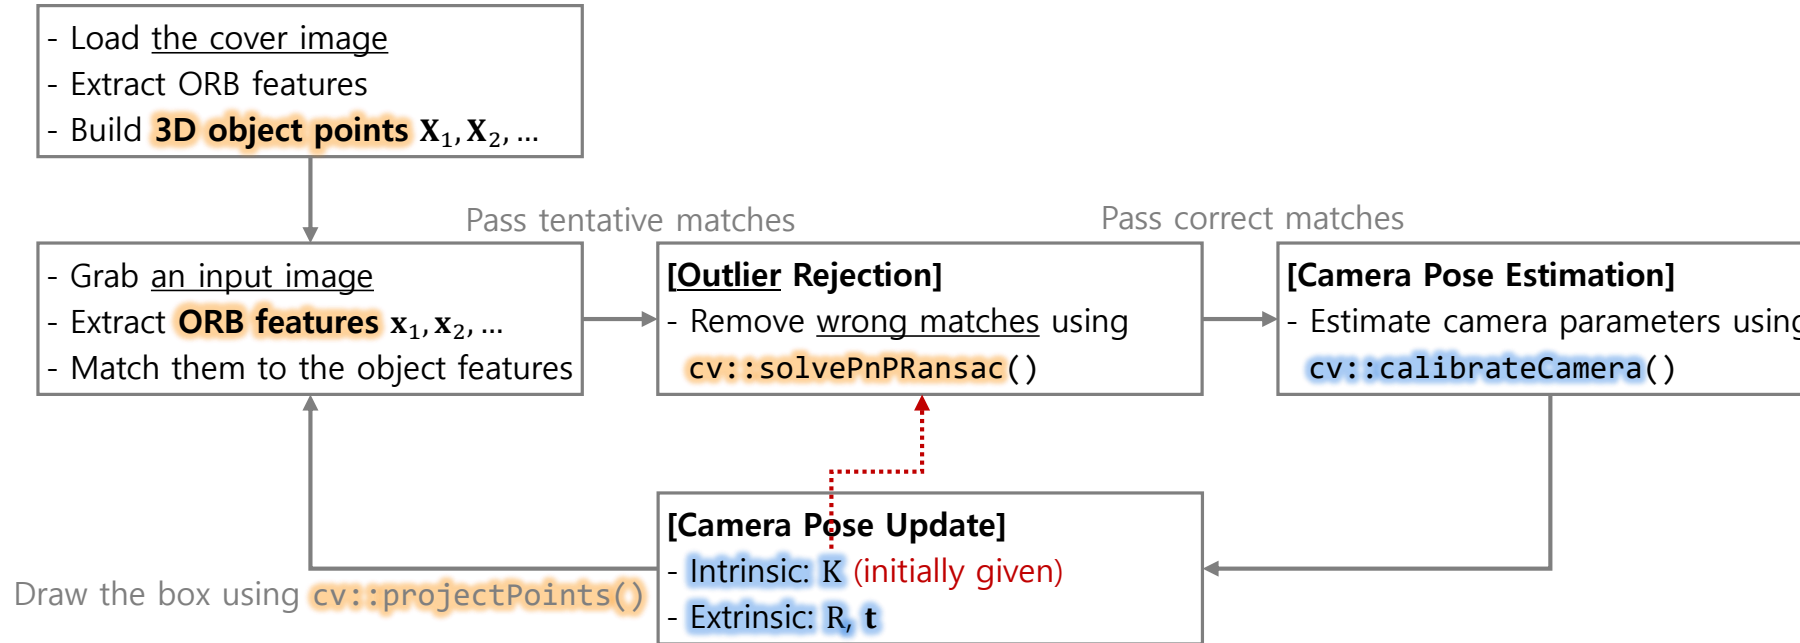 - Load the cover image
- Extract ORB features
- Build 3D object points X₁, X₂, …
Pass tentative matches
Pass correct matches
- Grab an input image
- Extract ORB features x₁, x₂, …
- Match them to the object features
[Outlier Rejection]
- Remove wrong matches using
cv::solvePnPRansac()
[Camera Pose Estimation]
- Estimate camera parameters using
cv::calibrateCamera()
[Camera Pose Update]
- Intrinsic: K (initially given)
- Extrinsic: R, t
Draw the box using cv::projectPoints()